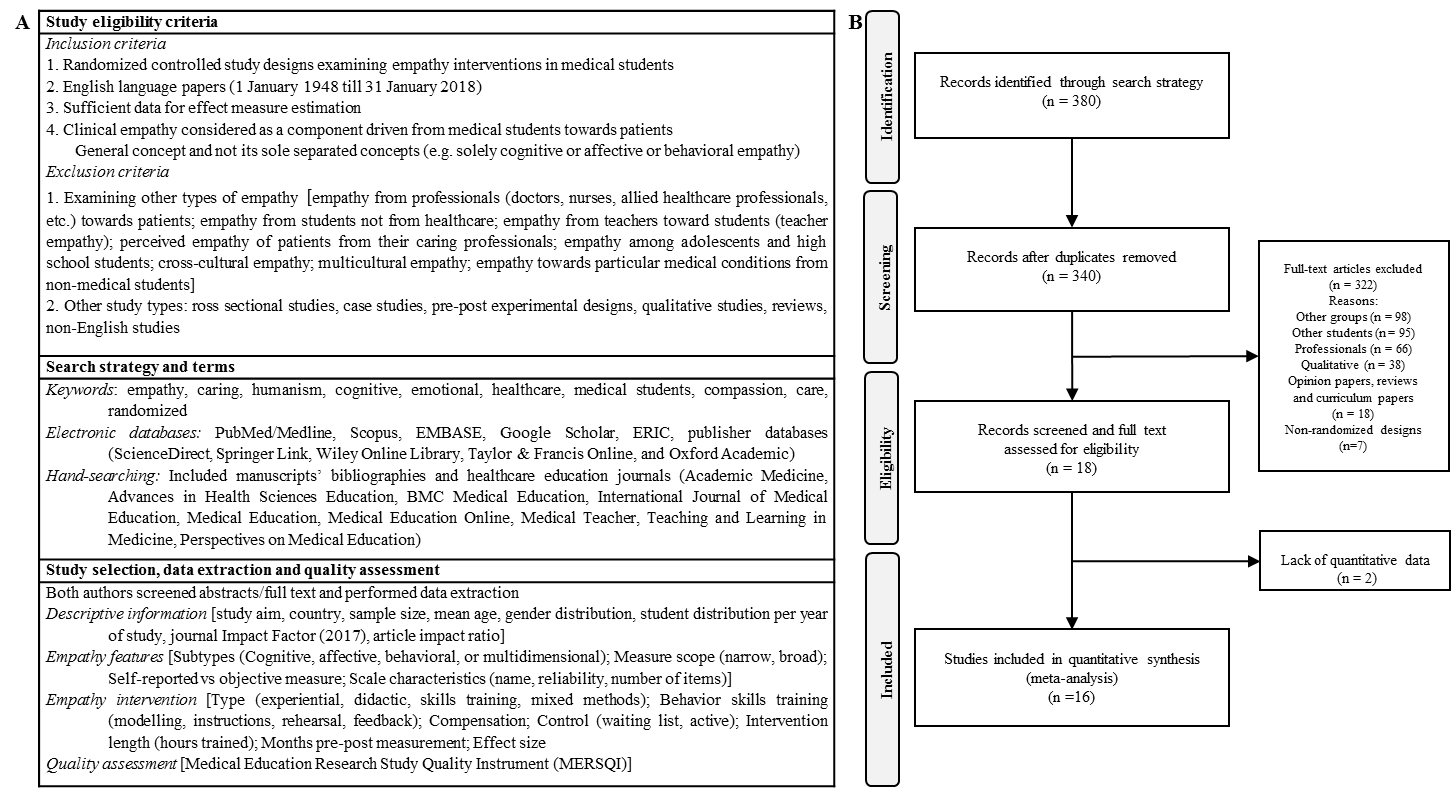 A
Study eligibility criteria
Inclusion criteria
1. Randomized controlled study designs examining empathy interventions in medical students
2. English language papers (1 January 1948 till 31 January 2018)
3. Sufficient data for effect measure estimation
4. Clinical empathy considered as a component driven from medical students towards patients
General concept and not its sole separated concepts (e.g. solely cognitive or affective or behavioral empathy)
Exclusion criteria
1. Examining other types of empathy [empathy from professionals (doctors, nurses, allied healthcare professionals,
etc.) towards patients; empathy from students not from healthcare; empathy from teachers toward students (teacher
empathy); perceived empathy of patients from their caring professionals; empathy among adolescents and high
school students; cross-cultural empathy; multicultural empathy; empathy towards particular medical conditions from
non-medical students]
2. Other study types: ross sectional studies, case studies, pre-post experimental designs, qualitative studies, reviews,
non-English studies
Search strategy and terms
Keywords: empathy, caring, humanism, cognitive, emotional, healthcare, medical students, compassion, care,
randomized
Electronic databases: PubMed/Medline, Scopus, EMBASE, Google Scholar, ERIC, publisher databases
(ScienceDirect, Springer Link, Wiley Online Library, Taylor & Francis Online, and Oxford Academic)
Hand-searching: Included manuscripts’ bibliographies and healthcare education journals (Academic Medicine,
Advances in Health Sciences Education, BMC Medical Education, International Journal of Medical
Education, Medical Education, Medical Education Online, Medical Teacher, Teaching and Learning in
Medicine, Perspectives on Medical Education)
Study selection, data extraction and quality assessment
Both authors screened abstracts/full text and performed data extraction
Descriptive information [study aim, country, sample size, mean age, gender distribution, student distribution per year
of study, journal Impact Factor (2017), article impact ratio]
Empathy features [Subtypes (Cognitive, affective, behavioral, or multidimensional); Measure scope (narrow, broad);
Self-reported vs objective measure; Scale characteristics (name, reliability, number of items)]
Empathy intervention [Type (experiential, didactic, skills training, mixed methods); Behavior skills training
(modelling, instructions, rehearsal, feedback); Compensation; Control (waiting list, active); Intervention
length (hours trained); Months pre-post measurement; Effect size
Quality assessment [Medical Education Research Study Quality Instrument (MERSQI)]
B
Identification
Records identified through search strategy
(n = 380)
Screening
Records after duplicates removed
(n = 340)
Full-text articles excluded
(n = 322)
Reasons:
Other groups (n = 98)
Other students (n = 95)
Professionals (n = 66)
Qualitative (n = 38)
Opinion papers, reviews
and curriculum papers
(n = 18)
Non-randomized designs
(n=7)
Eligibility
Records screened and full text
assessed for eligibility
(n = 18)
Lack of quantitative data
(n = 2)
Included
Studies included in quantitative synthesis
(meta-analysis)
(n =16)